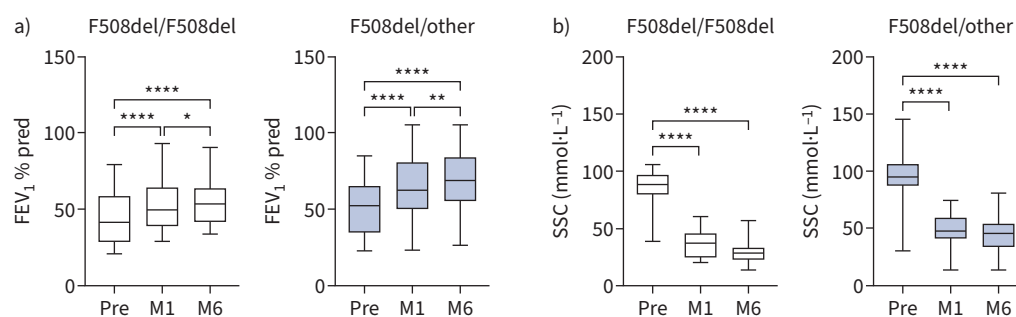 a) F508del/F508del F508del/other b) F508del/F508del F508del/other
150 150 200 200
**** **** **** ****
**** * **** ** **** ****
150 150
100 100
100 100
50 50
50 50
0 0 0 0
FEV1 % pred FEV1 % pred SSC (mmol·L−1) SSC (mmol·L−1)
Pre M1 M6 Pre M1 M6 Pre M1 M6 Pre M1 M6